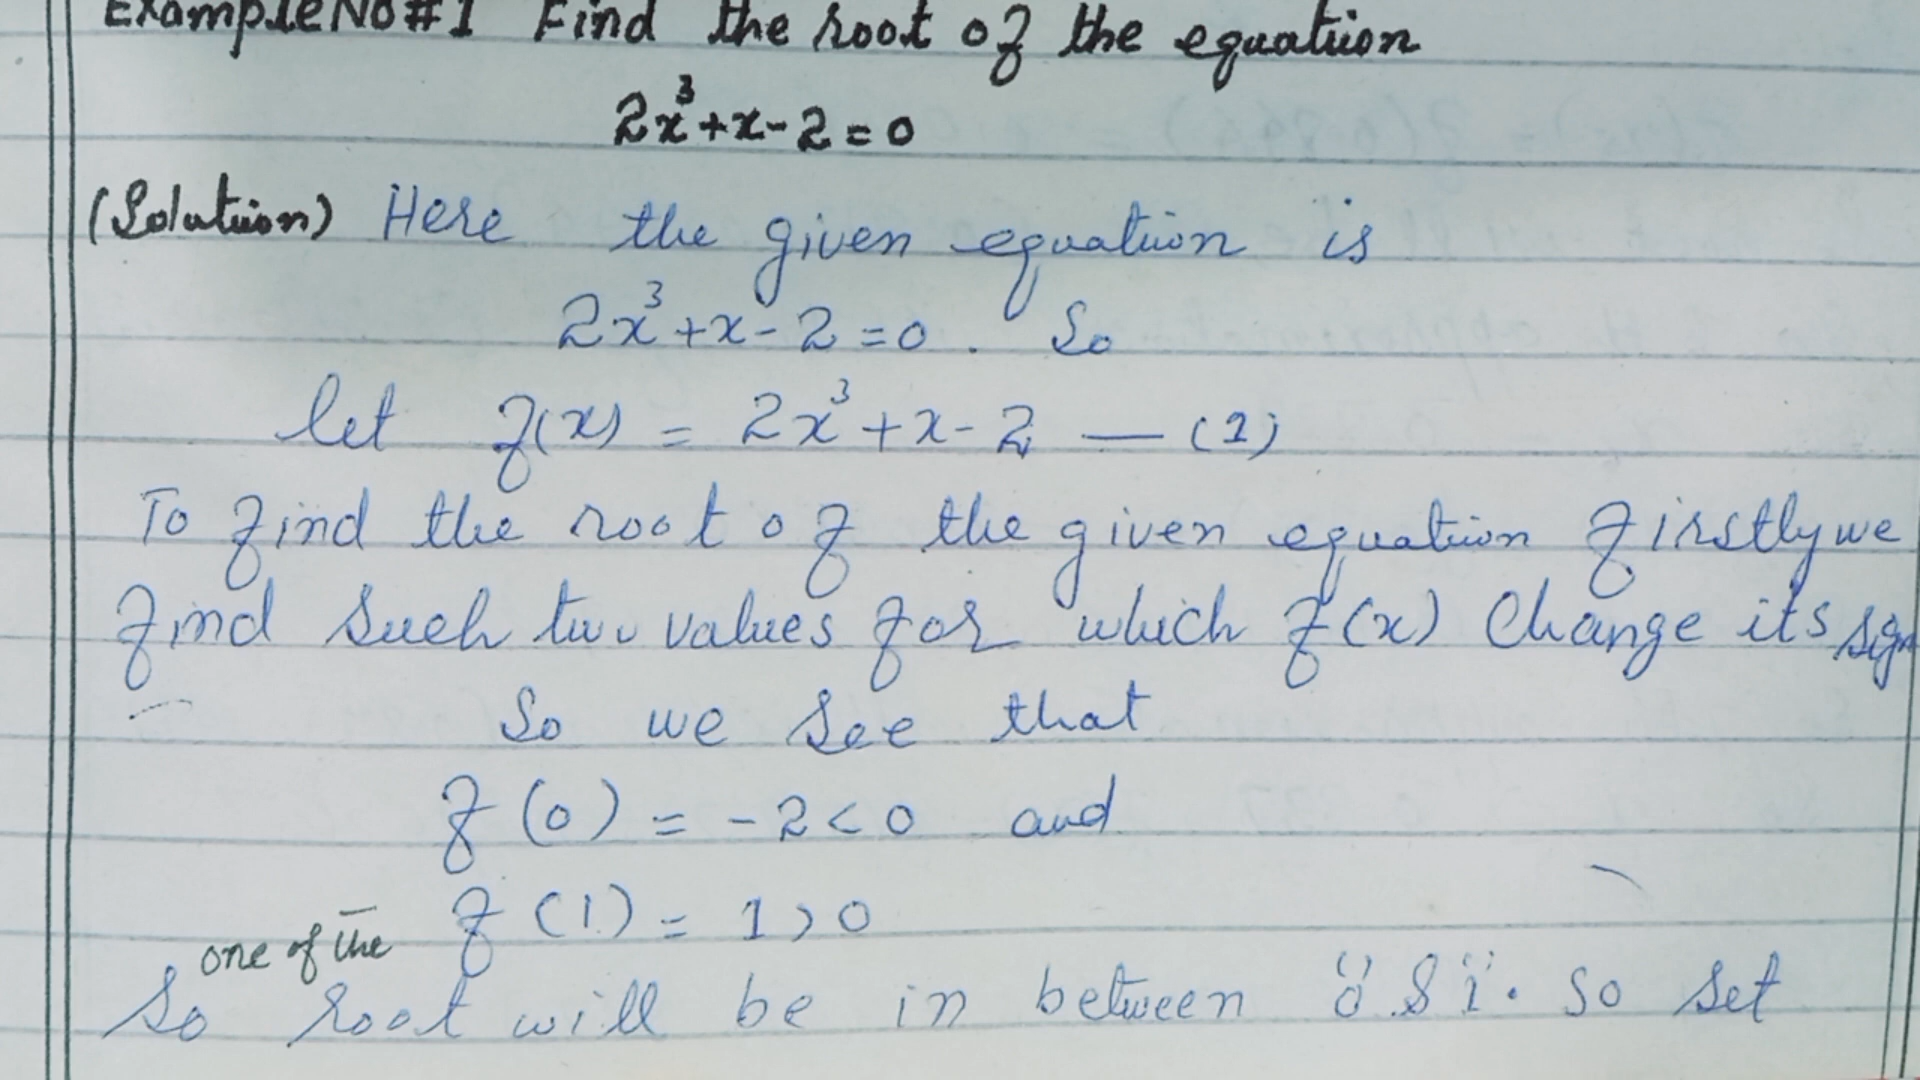 Example No #1 Find the root of the equation
2x³+x-2=0
(Solution) Here the given equation is
2x³+x-2=0. So
let f(x) = 2x³+x-2 — (1)
To find the root of the given equation firstly we
find such two values for which f(x) Change its sign
So we see that
f(0) = -2<0 and
f(1) = 1>0
one of the
So root will be in between "0" & "1". So set